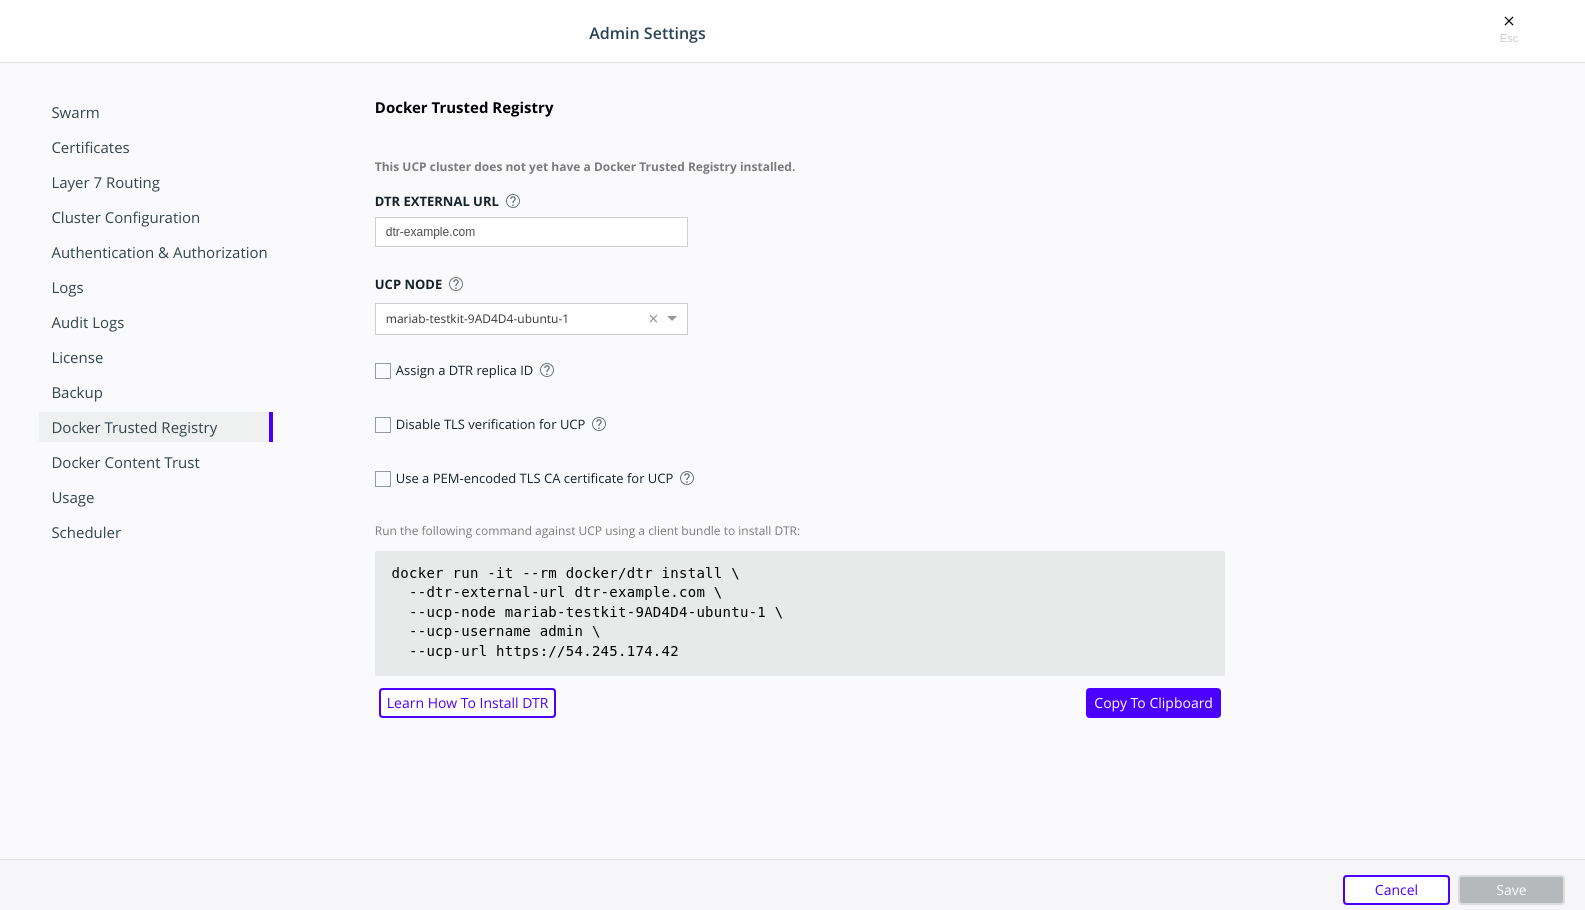 Admin Settings
Esc
Swarm
Certificates
Layer 7 Routing
Cluster Configuration
Authentication & Authorization
Logs
Audit Logs
License
Backup
Docker Trusted Registry
Docker Content Trust
Usage
Scheduler
Docker Trusted Registry
This UCP cluster does not yet have a Docker Trusted Registry installed.
DTR EXTERNAL URL
dtr-example.com
UCP NODE
mariab-testkit-9AD4D4-ubuntu-1
Assign a DTR replica ID
Disable TLS verification for UCP
Use a PEM-encoded TLS CA certificate for UCP
Run the following command against UCP using a client bundle to install DTR:
docker run -it --rm docker/dtr install \
--dtr-external-url dtr-example.com \
--ucp-node mariab-testkit-9AD4D4-ubuntu-1 \
--ucp-username admin \
--ucp-url https://54.245.174.42
Learn How To Install DTR
Copy To Clipboard
Cancel
Save